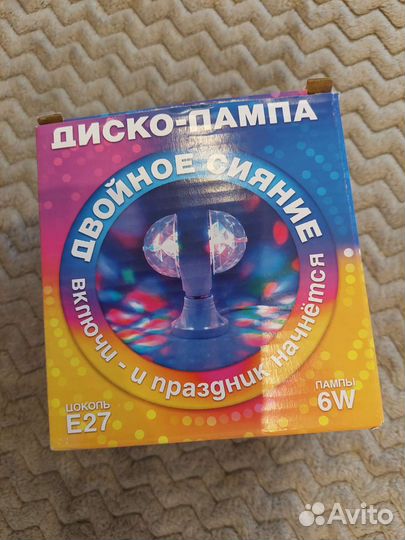 ДИСКО-ЛАМПА
ДВОЙНОЕ СИЯНИЕ
включи - и праздник начнётся
ЦОКОЛЬ
E27
ЛАМПЫ
6W
Avito